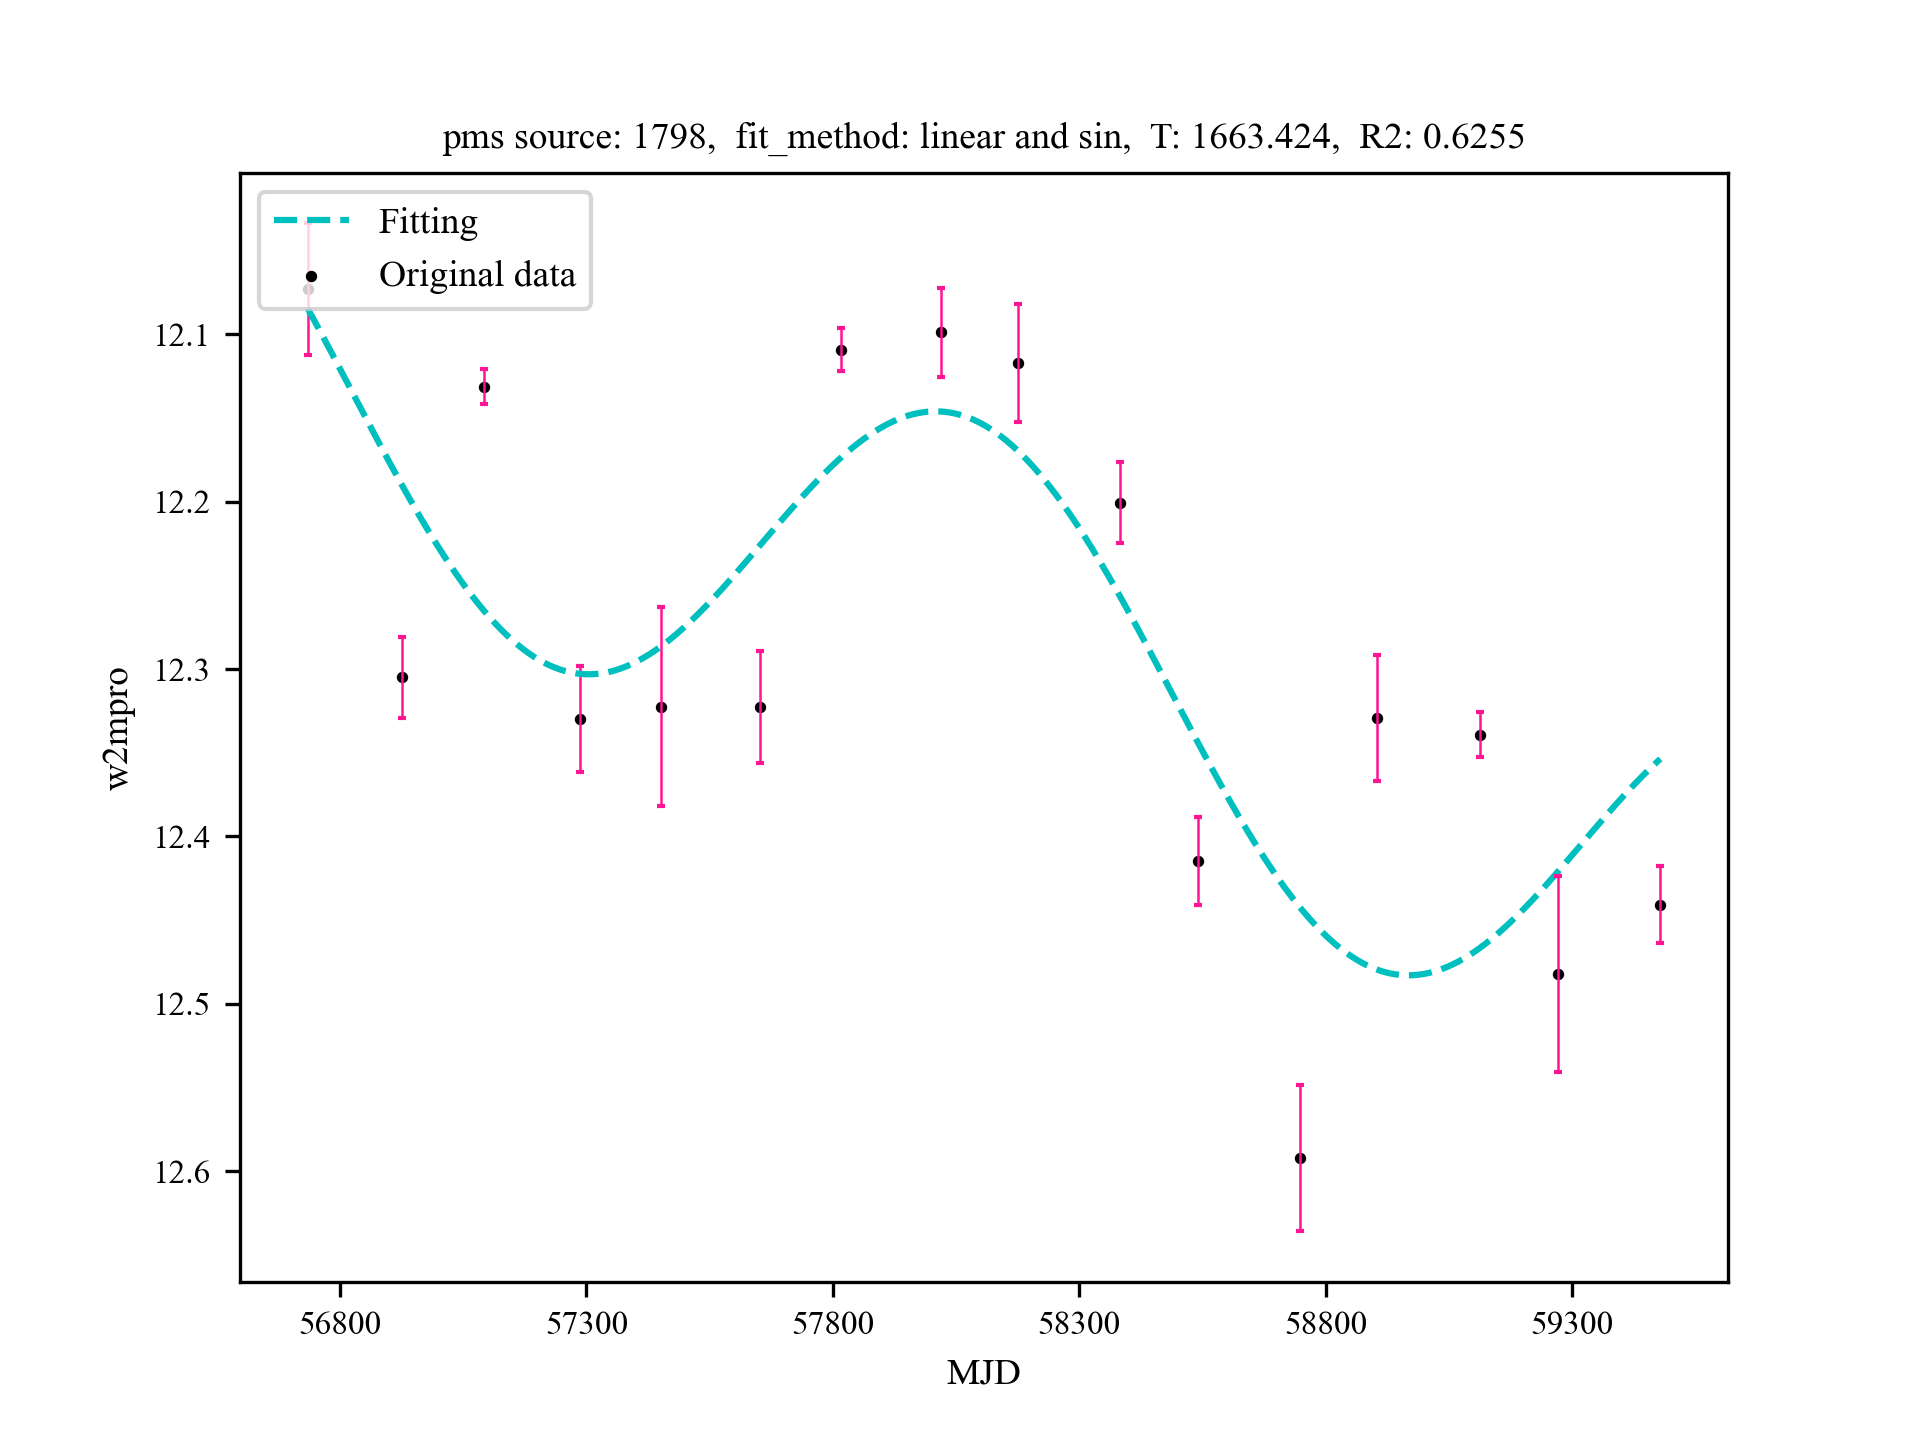 pms source: 1798, fit_method: linear and sin, T: 1663.424, R2: 0.6255
Fitting
Original data
12.1
12.2
12.3
12.4
12.5
12.6
w2mpro
56800 57300 57800 58300 58800 59300
MJD